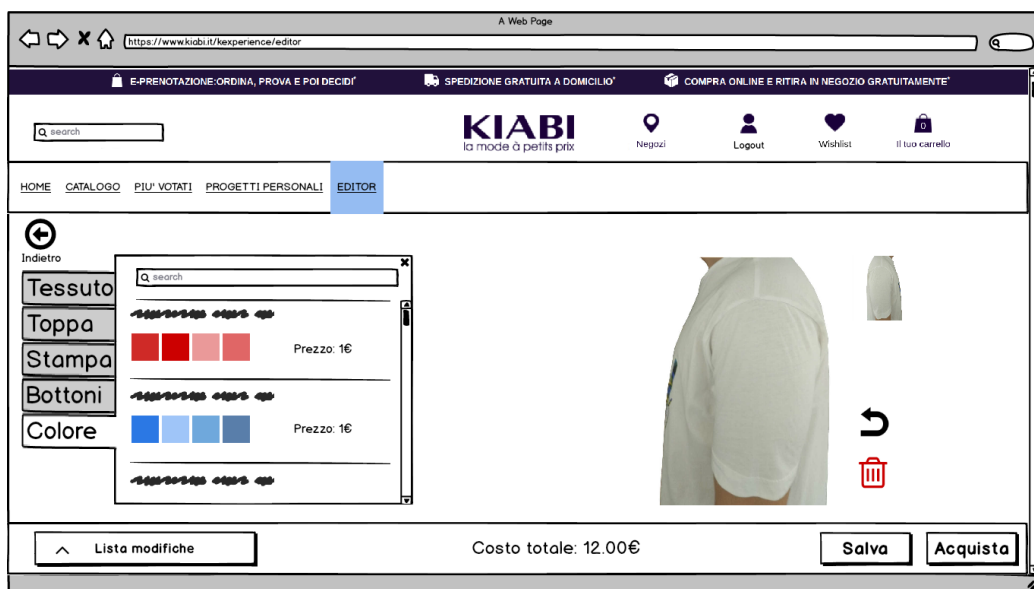 A Web Page
https://www.kiabi.it/kexperience/editor
E-PRENOTAZIONE:ORDINA, PROVA E POI DECIDI*
SPEDIZIONE GRATUITA A DOMICILIO*
COMPRA ONLINE E RITIRA IN NEGOZIO GRATUITAMENTE*
search
KIABI
la mode à petits prix
Negozi
Logout
Wishlist
0
Il tuo carrello
HOME CATALOGO PIU' VOTATI PROGETTI PERSONALI EDITOR
Indietro
Tessuto
Toppa
Stampa
Bottoni
Colore
search
Prezzo: 1€
Prezzo: 1€
Lista modifiche
Costo totale: 12.00€
Salva
Acquista